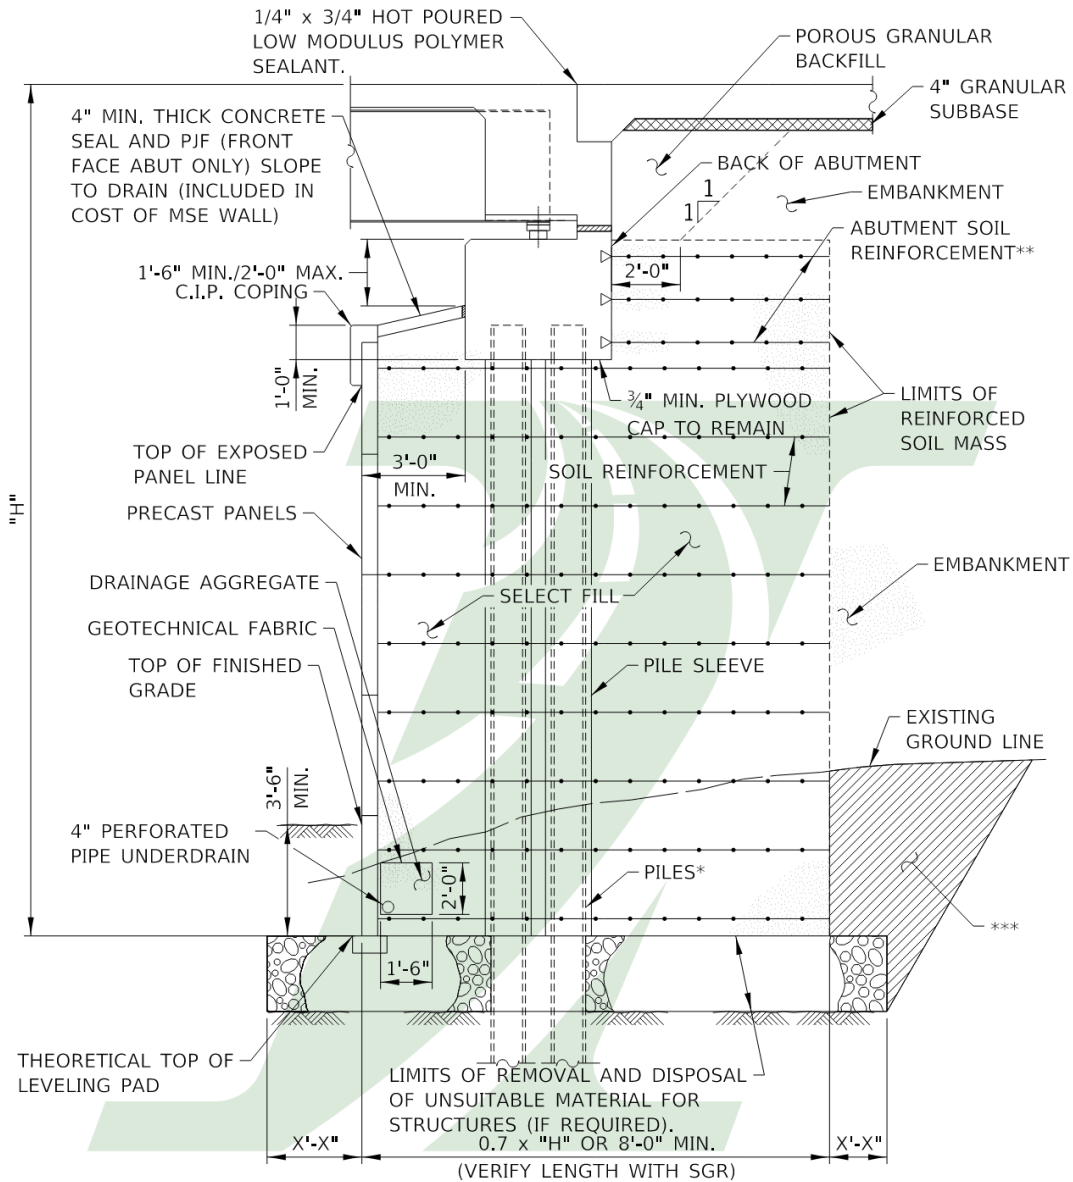 1/4" x 3/4" HOT POURED
LOW MODULUS POLYMER
SEALANT.
POROUS GRANULAR
BACKFILL
4" GRANULAR
SUBBASE
4" MIN. THICK CONCRETE
SEAL AND PJF (FRONT
FACE ABUT ONLY) SLOPE
TO DRAIN (INCLUDED IN
COST OF MSE WALL)
BACK OF ABUTMENT
1
1
EMBANKMENT
ABUTMENT SOIL
REINFORCEMENT**
1'-6" MIN./2'-0" MAX.
2'-0"
C.I.P. COPING
1'-0"
MIN.
3/4" MIN. PLYWOOD
CAP TO REMAIN
LIMITS OF
REINFORCED
SOIL MASS
TOP OF EXPOSED
PANEL LINE
3'-0"
MIN.
SOIL REINFORCEMENT
"H"
PRECAST PANELS
DRAINAGE AGGREGATE
SELECT FILL
EMBANKMENT
GEOTECHNICAL FABRIC
TOP OF FINISHED
GRADE
PILE SLEEVE
EXISTING
GROUND LINE
3'-6"
MIN.
4" PERFORATED
PIPE UNDERDRAIN
2'-0"
PILES*
***
1'-6"
THEORETICAL TOP OF
LEVELING PAD
LIMITS OF REMOVAL AND DISPOSAL
OF UNSUITABLE MATERIAL FOR
STRUCTURES (IF REQUIRED).
X'-X"
0.7 x "H" OR 8'-0" MIN.
X'-X"
(VERIFY LENGTH WITH SGR)